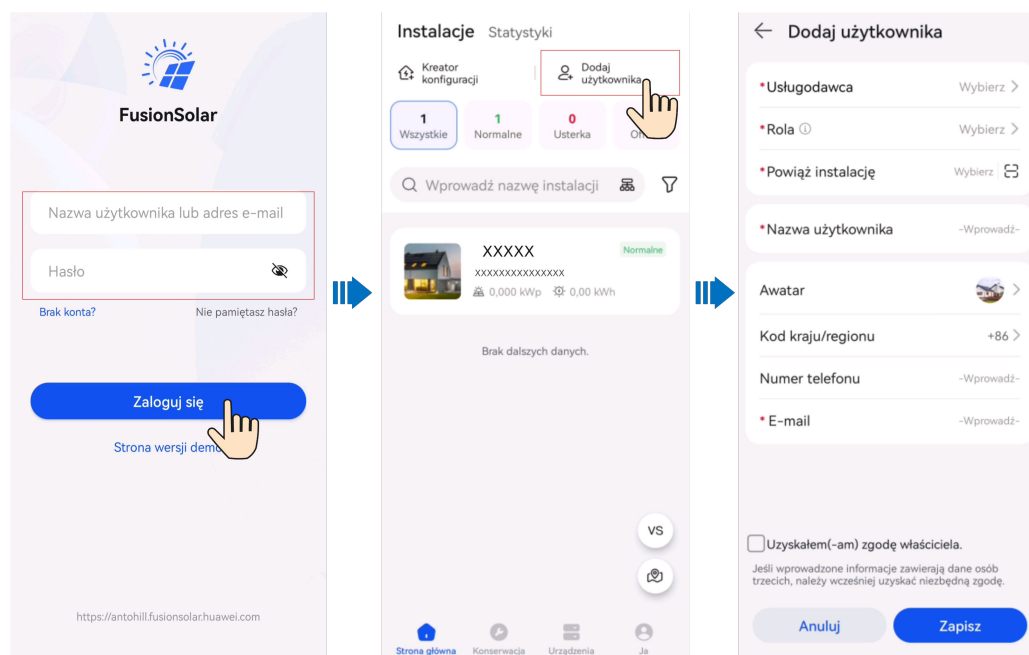 FusionSolar
Nazwa użytkownika lub adres e-mail
Hasło
Brak konta?
Nie pamiętasz hasła?
Zaloguj się
Strona wersji demo
https://antohill.fusionsolar.huawei.com
Instalacje Statystyki
Kreator
konfiguracji
Dodaj
użytkownika
1
Wszystkie
1
Normalne
0
Usterka
Wprowadź nazwę instalacji
XXXXX
Normalne
xxxxxxxxxxxxxxx
0,000 kWp 0,00 kWh
Brak dalszych danych.
VS
Strona główna
Konserwacja
Urządzenia
Ja
Dodaj użytkownika
*Usługodawca Wybierz
*Rola Wybierz
*Powiąż instalację Wybierz
*Nazwa użytkownika -Wprowadź-
Awatar
Kod kraju/regionu +86
Numer telefonu -Wprowadź-
* E-mail -Wprowadź-
Uzyskałem(-am) zgodę właściciela.
Jeśli wprowadzone informacje zawierają dane osób
trzecich, należy wcześniej uzyskać niezbędną zgodę.
Anuluj
Zapisz